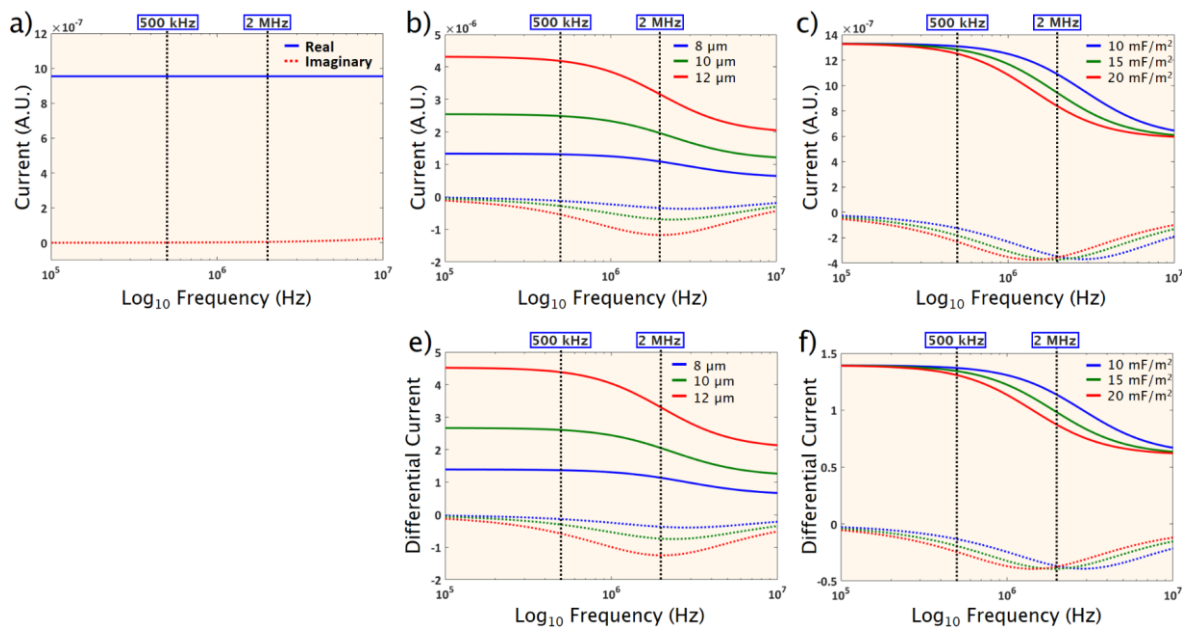 a)
×10⁻⁷
500 kHz
2 MHz
12
10
8
6
4
2
0
10⁵
10⁶
10⁷
Real
Imaginary
Current (A.U.)
Log₁₀ Frequency (Hz)
b)
×10⁻⁶
500 kHz
2 MHz
5
4
3
2
1
0
-1
-2
10⁵
10⁶
10⁷
8 µm
10 µm
12 µm
Current (A.U.)
Log₁₀ Frequency (Hz)
c)
×10⁻⁷
500 kHz
2 MHz
14
12
10
8
6
4
2
0
-2
-4
10⁵
10⁶
10⁷
10 mF/m²
15 mF/m²
20 mF/m²
Current (A.U.)
Log₁₀ Frequency (Hz)
e)
500 kHz
2 MHz
5
4
3
2
1
0
-1
-2
10⁵
10⁶
10⁷
8 µm
10 µm
12 µm
Differential Current
Log₁₀ Frequency (Hz)
f)
500 kHz
2 MHz
1.5
1
0.5
0
-0.5
10⁵
10⁶
10⁷
10 mF/m²
15 mF/m²
20 mF/m²
Differential Current
Log₁₀ Frequency (Hz)